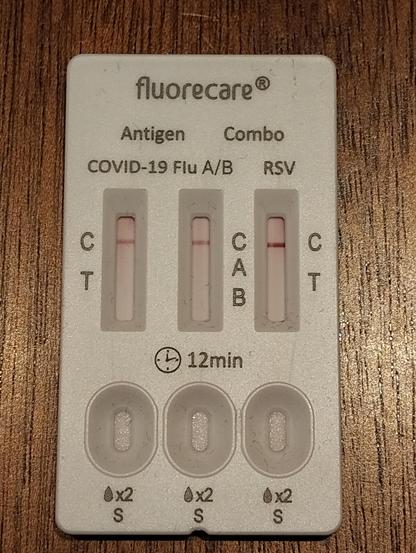 fluorecare®
Antigen Combo
COVID-19 Flu A/B RSV
C C C
T A T
B
12min
x2 x2 x2
S S S